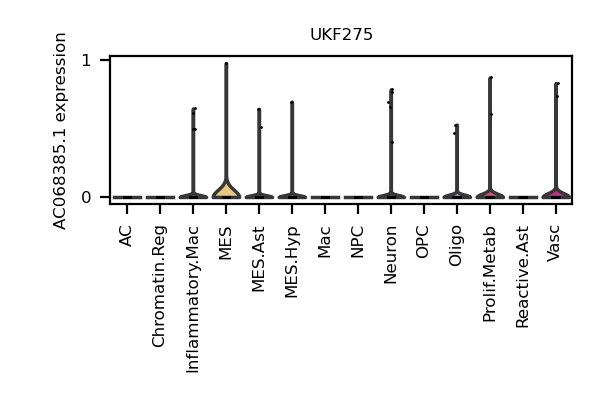 UKF275
AC068385.1 expression
1
0
AC
Chromatin.Reg
Inflammatory.Mac
MES
MES.Ast
MES.Hyp
Mac
NPC
Neuron
OPC
Oligo
Prolif.Metab
Reactive.Ast
Vasc